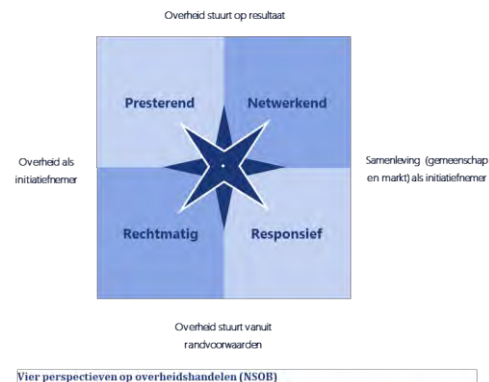 Overheid stuurt op resultaat
Presterend
Netwerkend
Overheid als
initiatiefnemer
Samenleving (gemeenschap
en markt) als initiatiefnemer
Rechtmatig
Responsief
Overheid stuurt vanuit
randvoorwaarden
Vier perspectieven op overheidshandelen (NSOB)